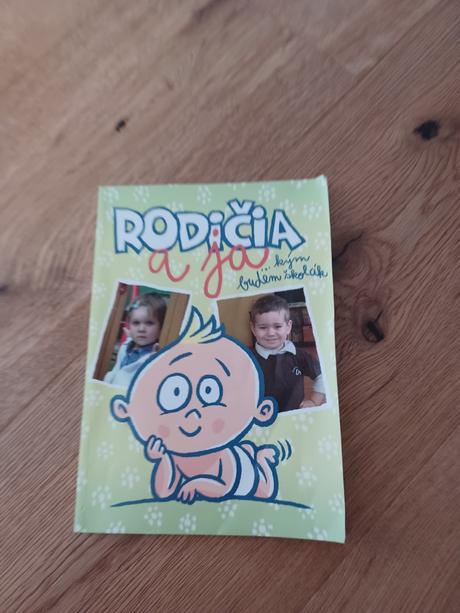 RODIČIA
a ja
... kým
budem školák